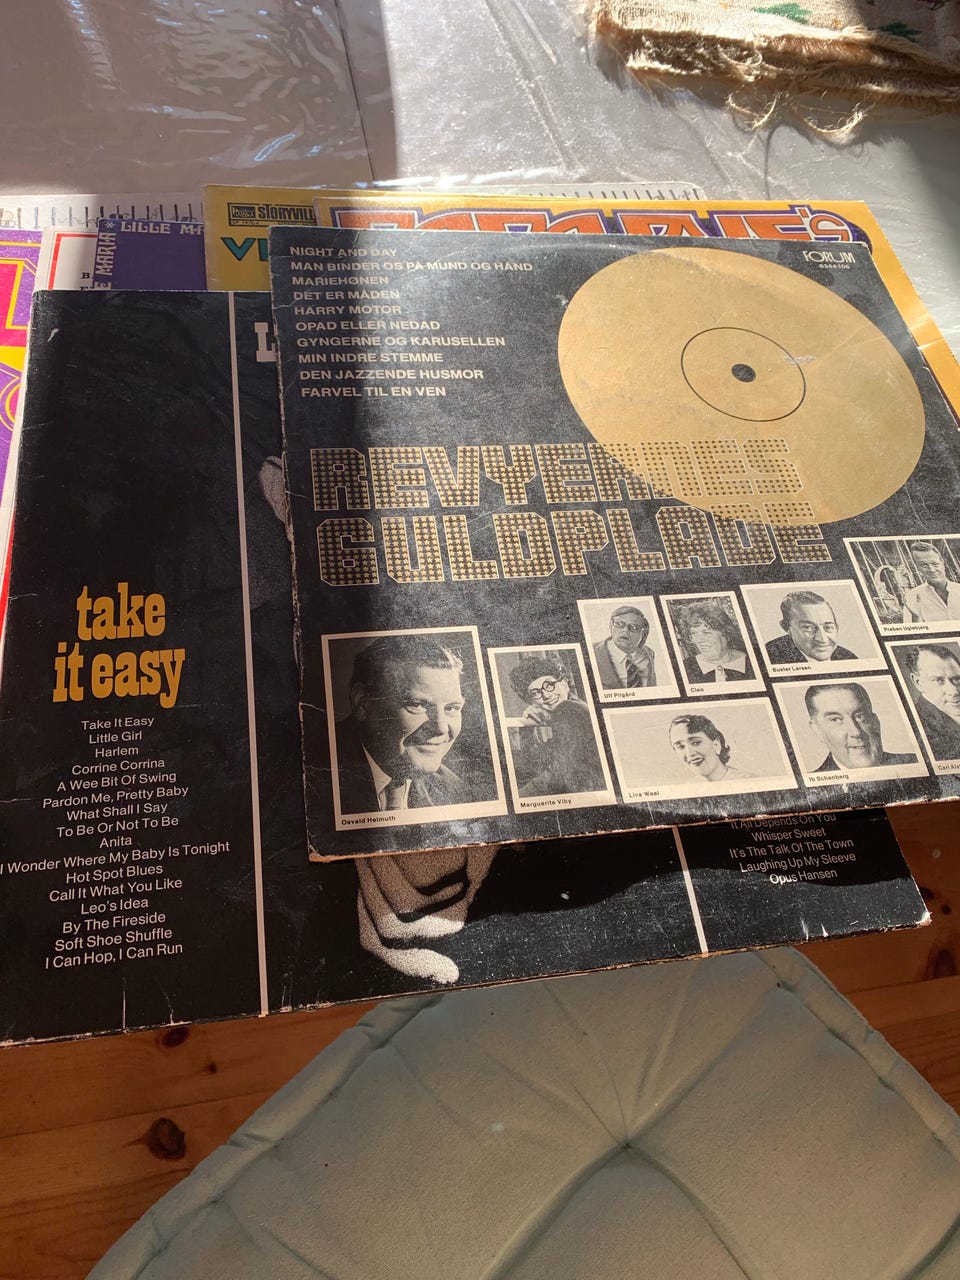 STORYVILL
LILLE MA
MARIA
NIGHT AND DAY
MAN BINDER OS PÅ MUND OG HÅND
MARIEHØNEN
DET ER MÅDEN
HARRY MOTOR
OPAD ELLER NEDAD
GYNGERNE OG KARUSELLEN
MIN INDRE STEMME
DEN JAZZENDE HUSMOR
FARVEL TIL EN VEN
FORUM
6344106
REVYERNES
GULDPLADE
Osvald Helmuth
Marguerite Viby
Ulf Pilgård
Cleo
Liva Weel
Buster Larsen
Ib Schønberg
Preben Uglebjerg
Carl Als
take
it easy
Take It Easy
Little Girl
Harlem
Corrine Corrina
A Wee Bit Of Swing
Pardon Me, Pretty Baby
What Shall I Say
To Be Or Not To Be
Anita
I Wonder Where My Baby Is Tonight
Hot Spot Blues
Call It What You Like
Leo's Idea
By The Fireside
Soft Shoe Shuffle
I Can Hop, I Can Run
It All Depends On You
Whisper Sweet
It's The Talk Of The Town
Laughing Up My Sleeve
Opus Hansen